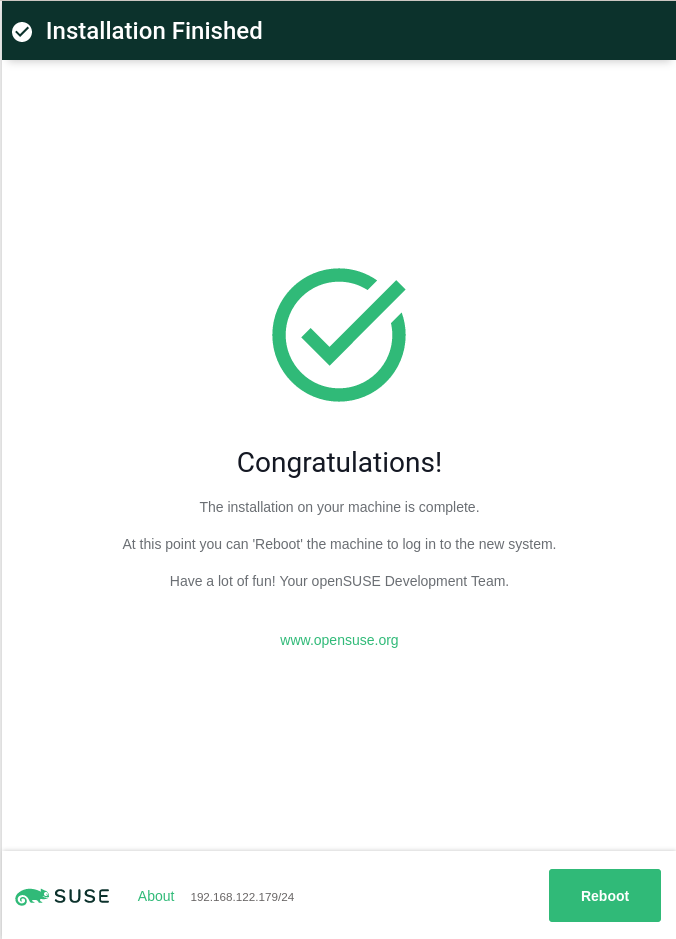 Installation Finished
Congratulations!
The installation on your machine is complete.
At this point you can 'Reboot' the machine to log in to the new system.
Have a lot of fun! Your openSUSE Development Team.
www.opensuse.org
SUSE About 192.168.122.179/24 Reboot